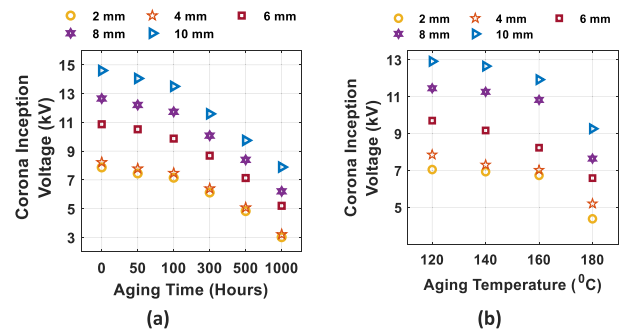 2 mm 4 mm 6 mm
8 mm 10 mm
Corona Inception
Voltage (kV)
15
13
11
9
7
5
3
0 50 100 300 500 1000
Aging Time (Hours)
(a)
2 mm 4 mm 6 mm
8 mm 10 mm
Corona Inception
Voltage (kV)
13
11
9
7
5
120 140 160 180
Aging Temperature (⁰C)
(b)